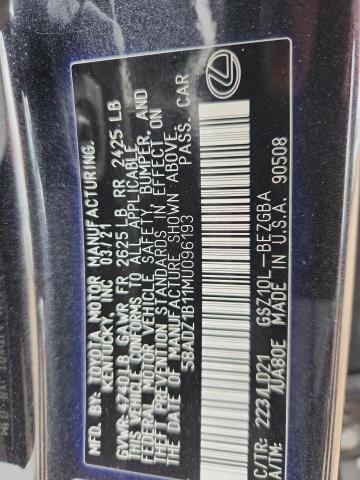 MFD. BY: TOYOTA MOTOR MANUFACTURING.
KENTUCKY, INC 03/21
GVWR 4740 LB GAWR FR 2625 LB RR 2425 LB
THIS VEHICLE CONFORMS TO ALL APPLICABLE
FEDERAL MOTOR VEHICLE SAFETY, BUMPER, AND
THEFT PREVENTION STANDARDS IN EFFECT ON
THE DATE OF MANUFACTURE SHOWN ABOVE.
58ADZ1B11MU096193 PASS. CAR
C/TR: 223/LD21 GSZ10L-BEZGBA
A/TM: /UA80E MADE IN U.S.A. 90508